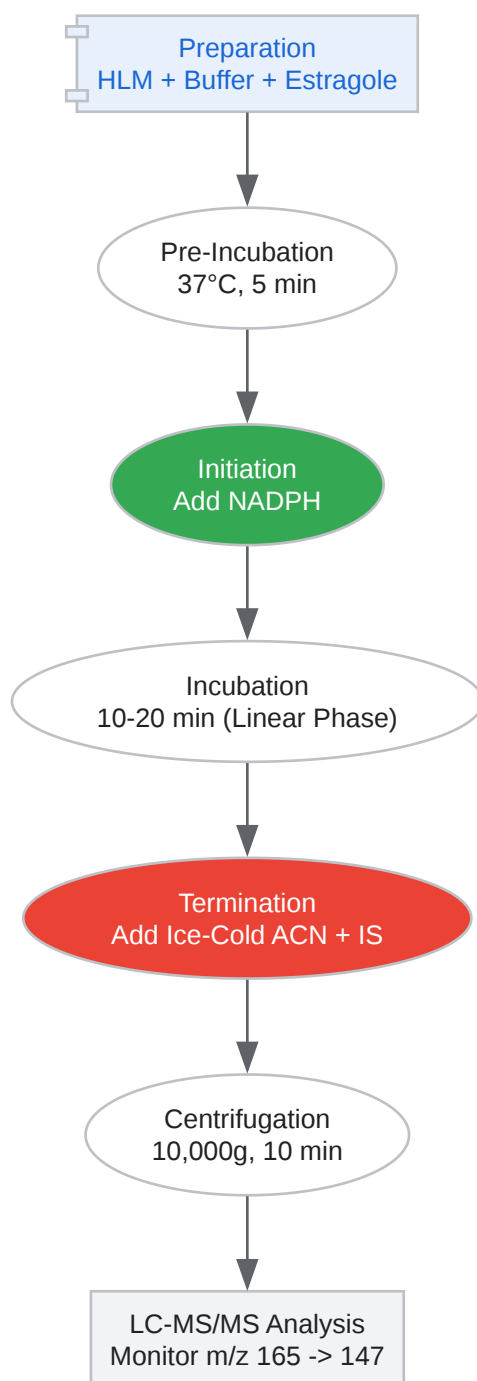 Preparation
HLM + Buffer + Estragole
Pre-Incubation
37°C, 5 min
Initiation
Add NADPH
Incubation
10-20 min (Linear Phase)
Termination
Add Ice-Cold ACN + IS
Centrifugation
10,000g, 10 min
LC-MS/MS Analysis
Monitor m/z 165 -> 147